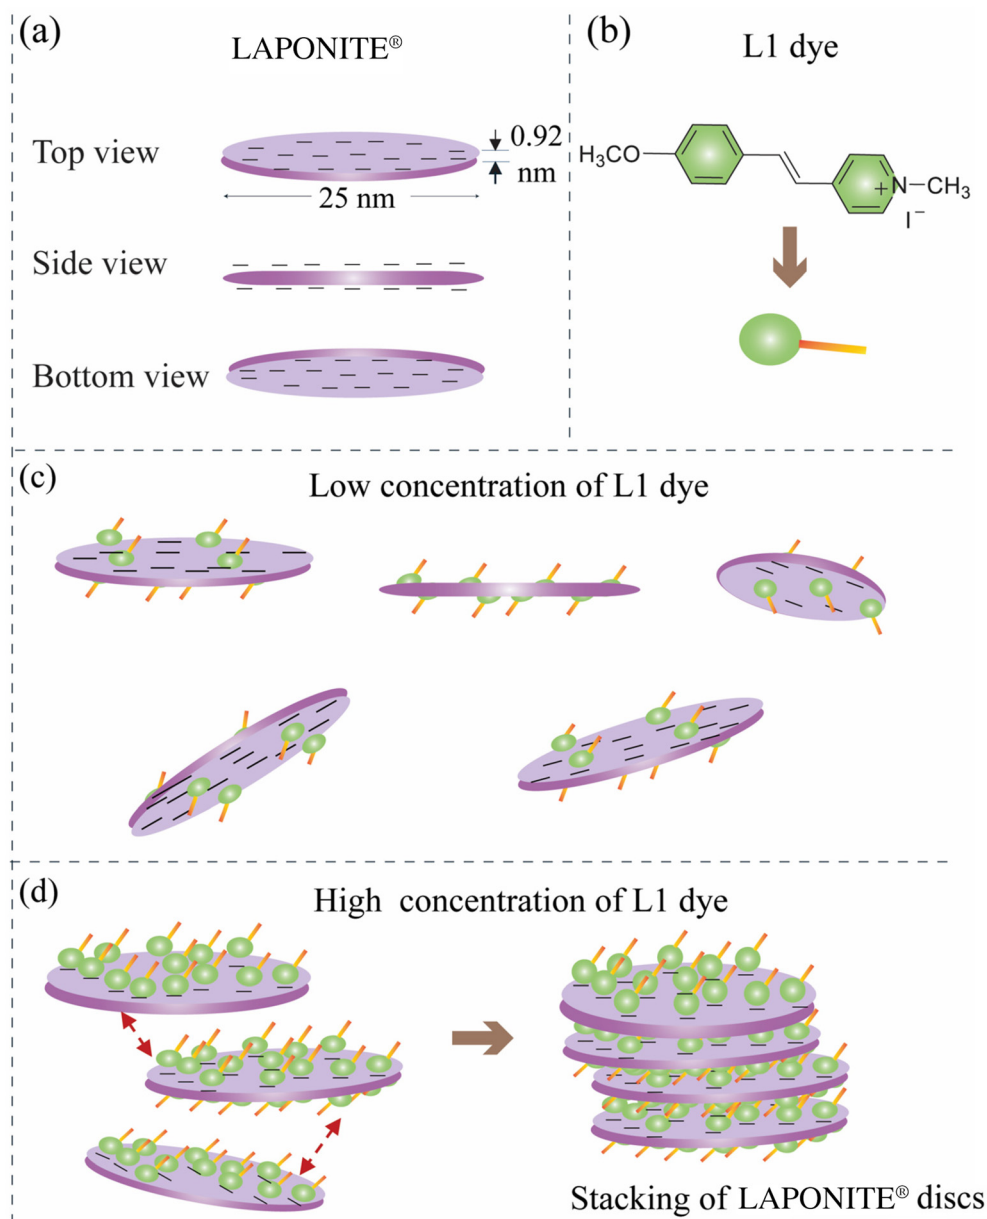 (a)
LAPONITE®
Top view
0.92
nm
25 nm
Side view
Bottom view
(b)
L1 dye
H₃CO
N
+
CH₃
I⁻
(c)
Low concentration of L1 dye
(d)
High concentration of L1 dye
Stacking of LAPONITE® discs